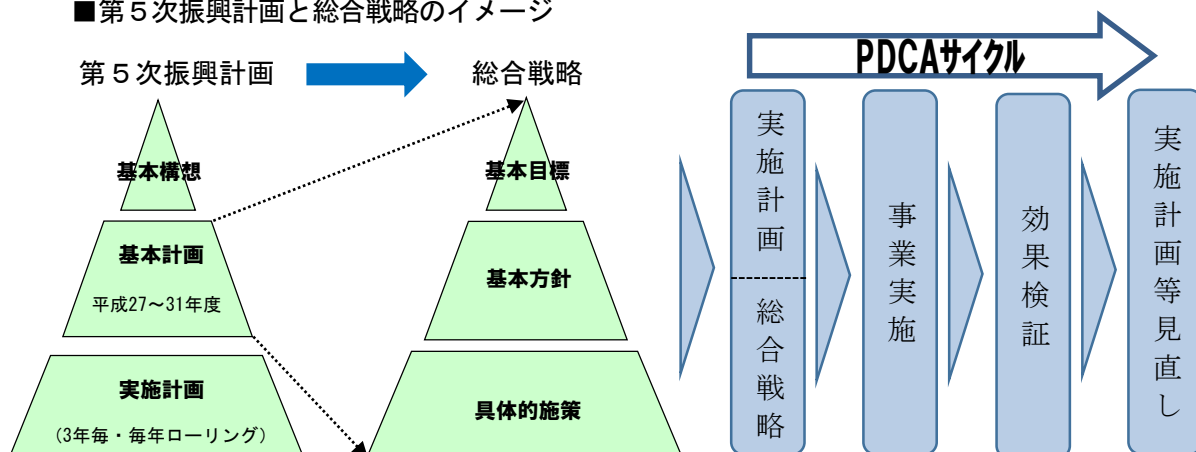 ■第５次振興計画と総合戦略のイメージ
第５次振興計画
総合戦略
基本構想
基本計画
平成27～31年度
実施計画
（3年毎・毎年ローリング）
基本目標
基本方針
具体的施策
PDCAサイクル
実施計画
総合戦略
事業実施
効果検証
実施計画等見直し